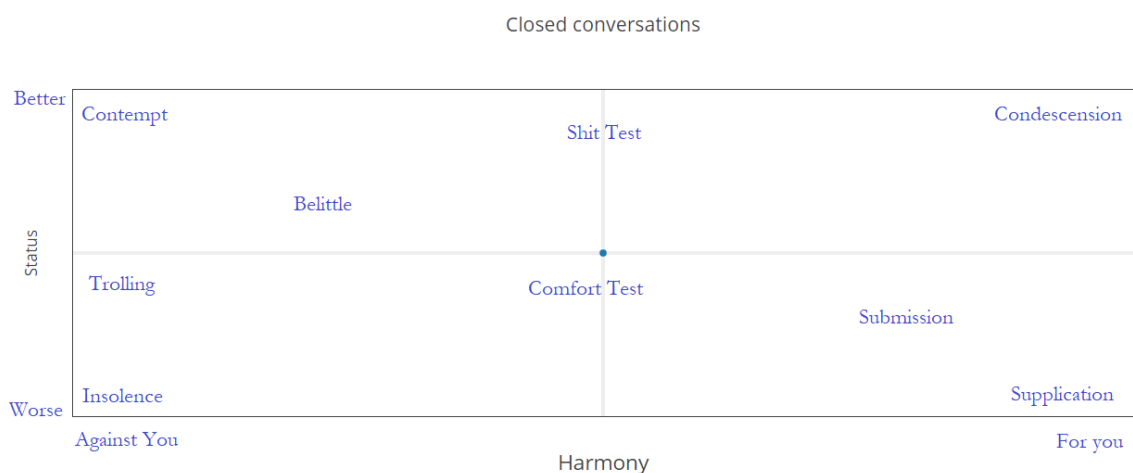 Closed conversations
Better
Contempt
Condescension
Shit Test
Belittle
Status
Trolling
Comfort Test
Submission
Insolence
Supplication
Worse
Against You
For you
Harmony